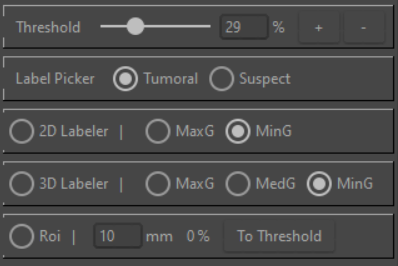 Threshold 29 % + -
Label Picker Tumoral Suspect
2D Labeler | MaxG MinG
3D Labeler | MaxG MedG MinG
Roi | 10 mm 0% To Threshold